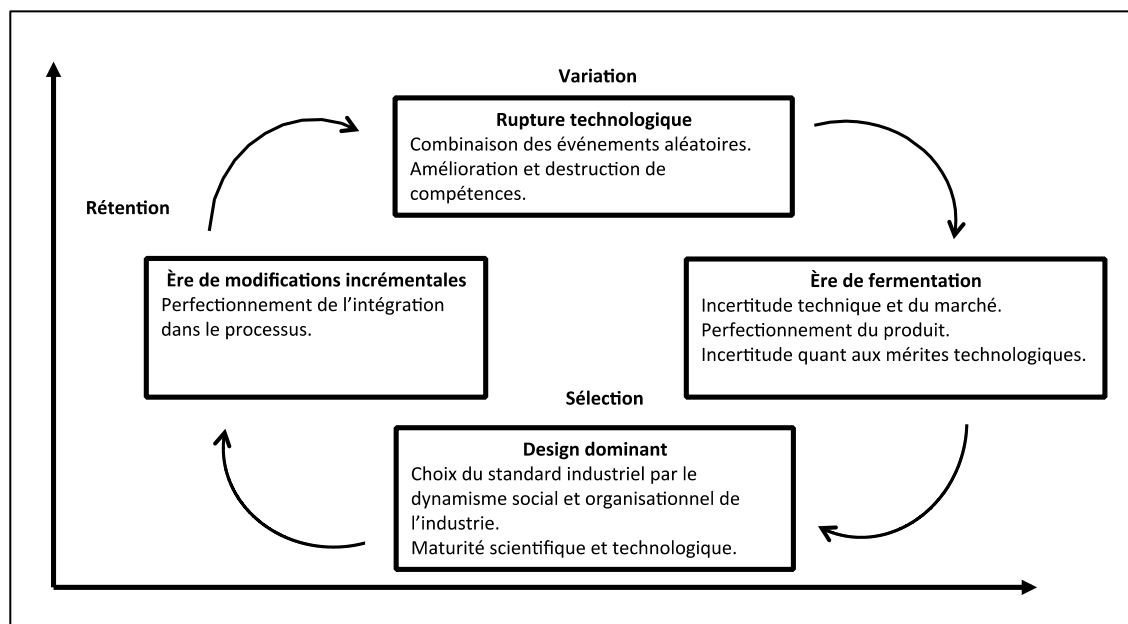 Variation
Rupture technologique
Combinaison des événements aléatoires.
Amélioration et destruction de
compétences.
Rétention
Ère de modifications incrémentales
Perfectionnement de l’intégration
dans le processus.
Ère de fermentation
Incertitude technique et du marché.
Perfectionnement du produit.
Incertitude quant aux mérites technologiques.
Sélection
Design dominant
Choix du standard industriel par le
dynamisme social et organisationnel de
l’industrie.
Maturité scientifique et technologique.